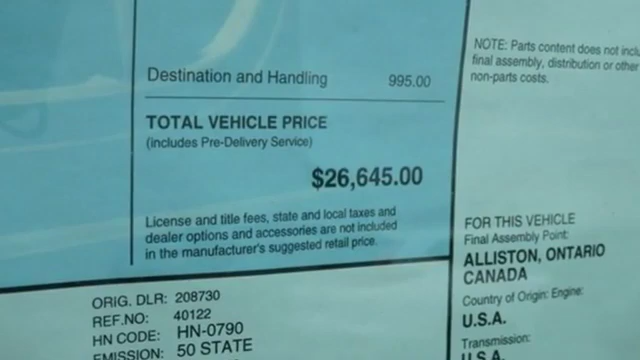 Destination and Handling 995.00
TOTAL VEHICLE PRICE
(includes Pre-Delivery Service)
$26,645.00
License and title fees, state and local taxes and
dealer options and accessories are not included
in the manufacturer's suggested retail price.
ORIG. DLR: 208730
REF.NO: 40122
HN CODE: HN-0790
EMISSION: 50 STATE
NOTE: Parts content does not
final assembly, distribution or other
non-parts costs.
FOR THIS VEHICLE
Final Assembly Point:
ALLISTON, ONTARIO
CANADA
Country of Origin: Engine:
U.S.A.
Transmission:
U.S.A.